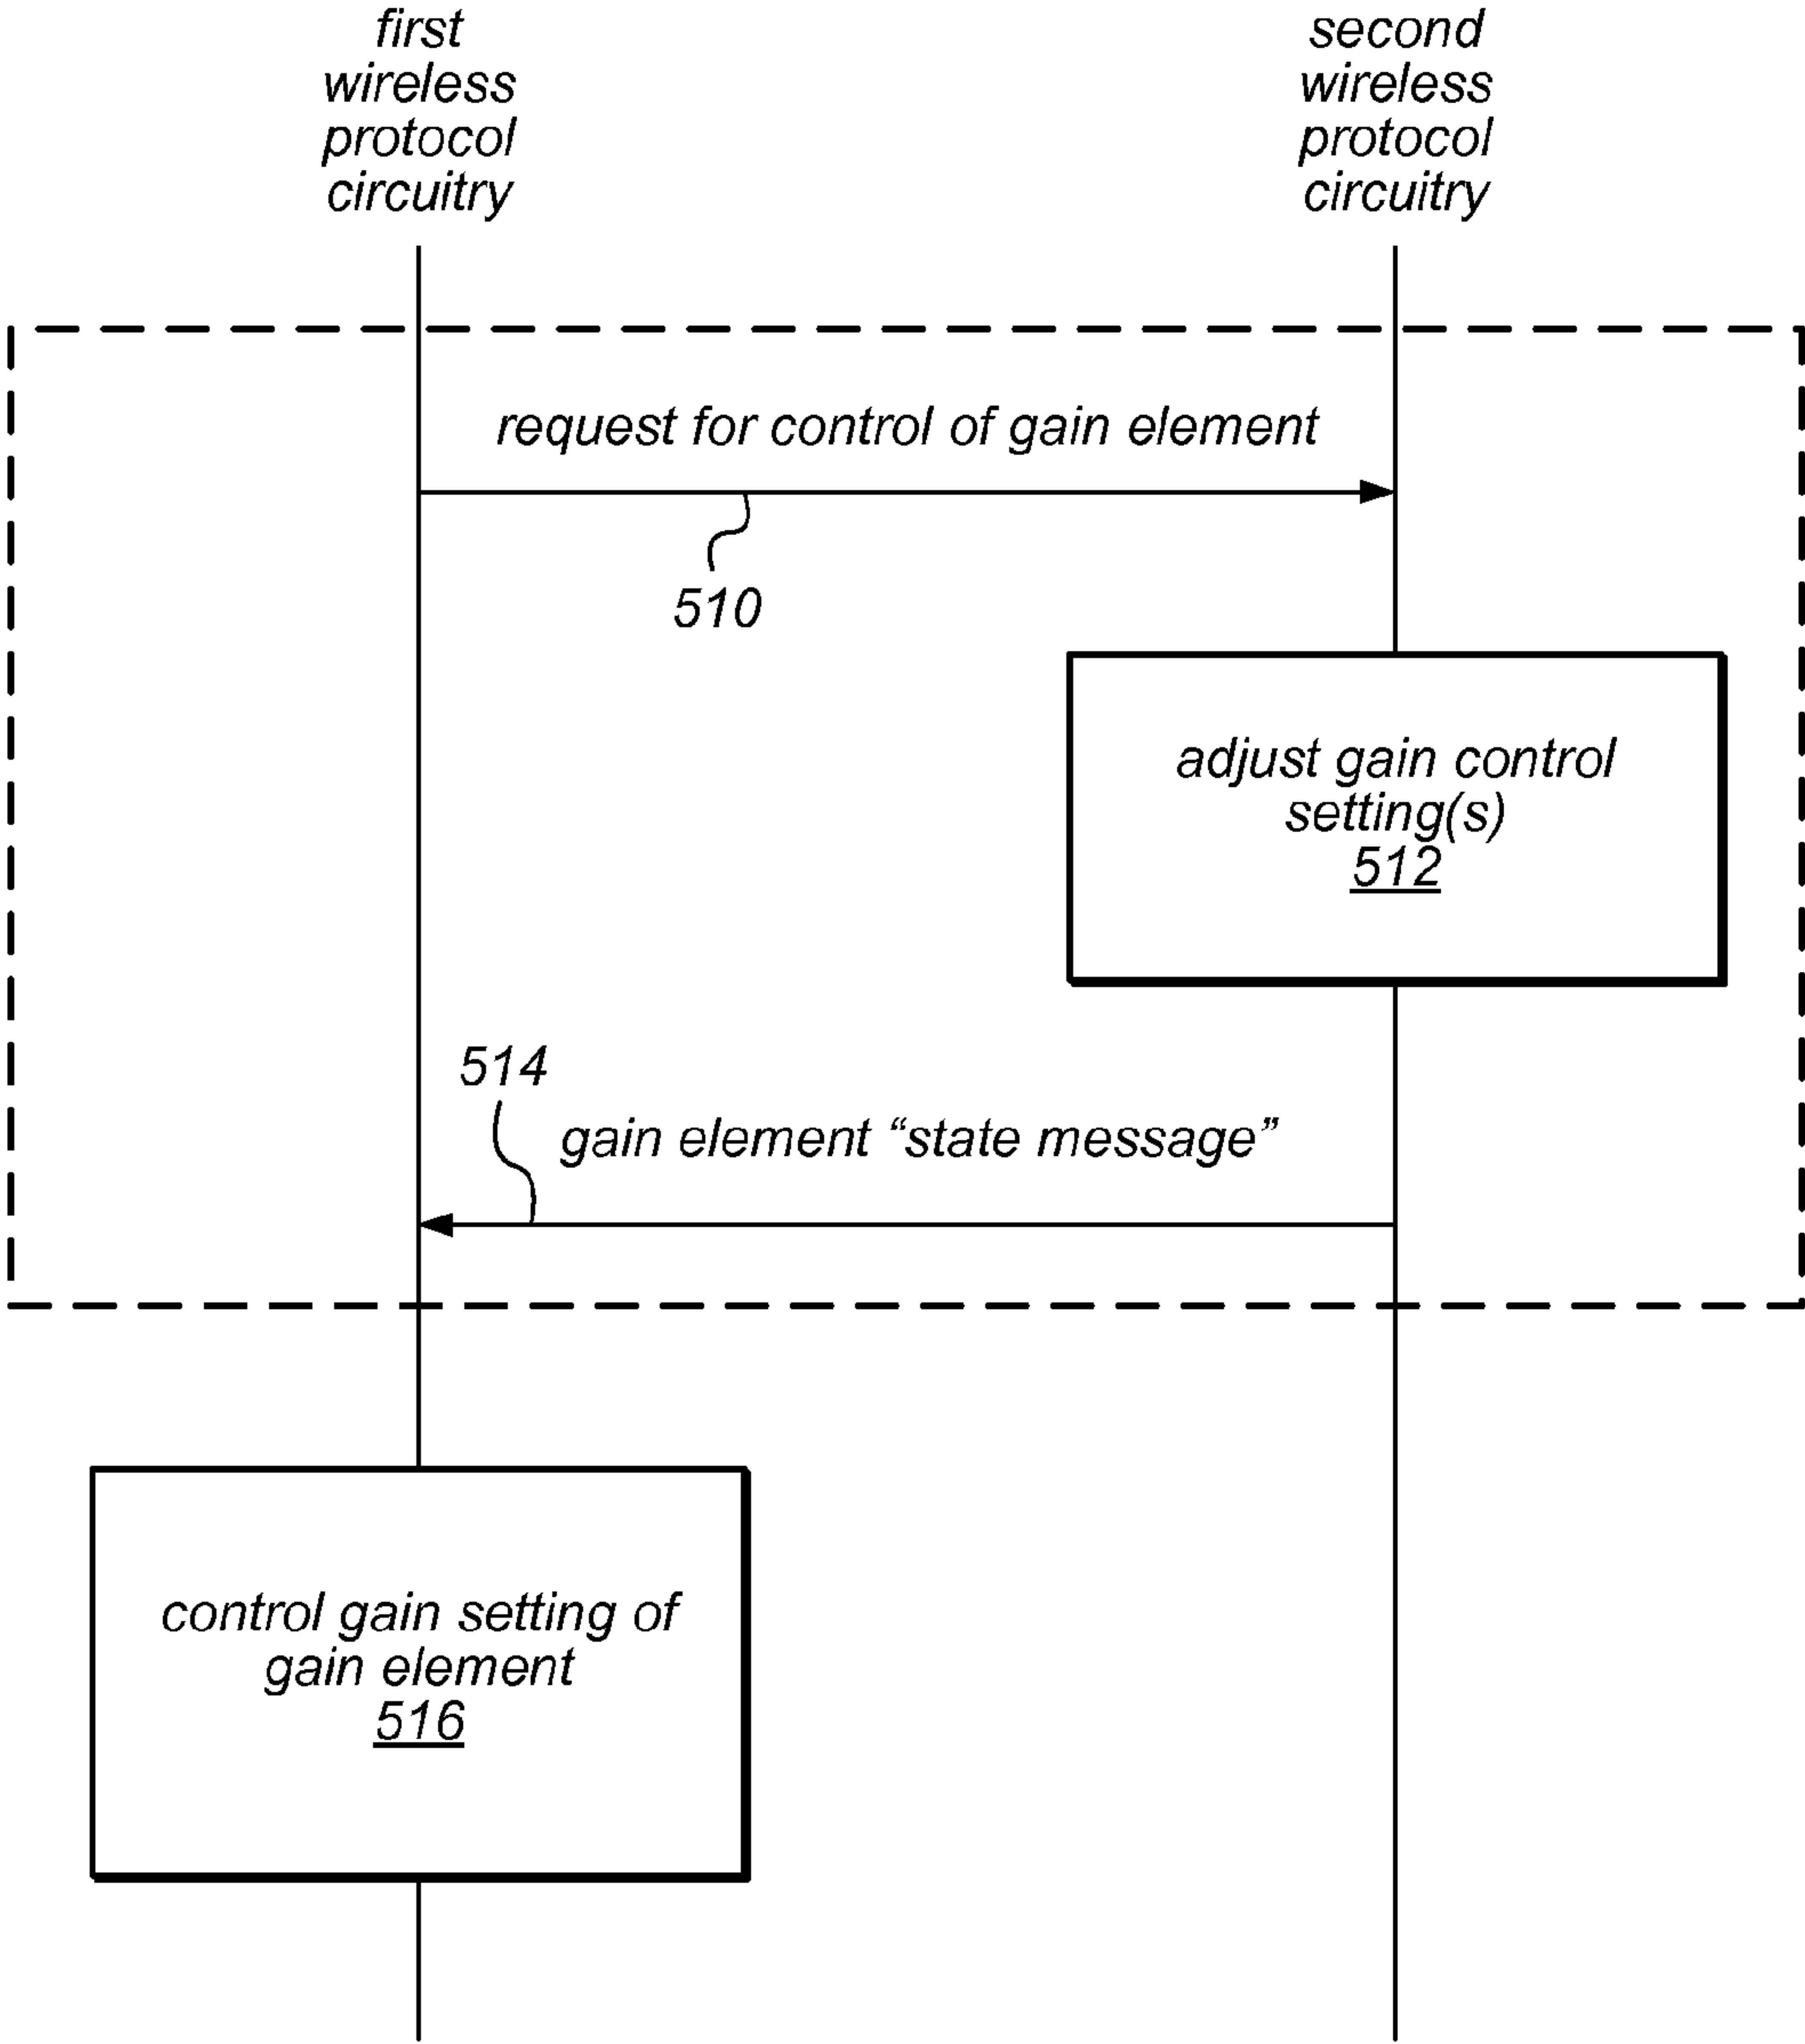 first
wireless
protocol
circuitry
second
wireless
protocol
circuitry
request for control of gain element
510
adjust gain control
setting(s)
512
514
gain element “state message”
control gain setting of
gain element
516